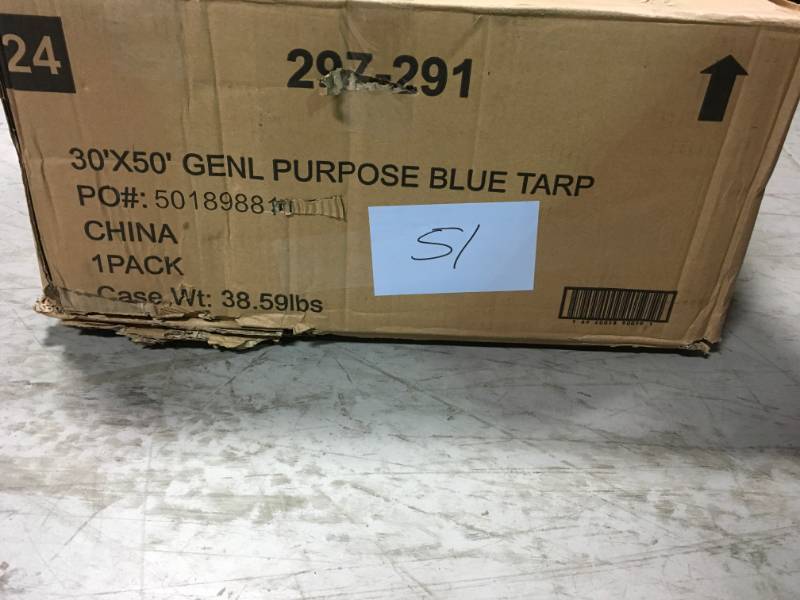 24
297-291
30'X50' GENL PURPOSE BLUE TARP
PO#: 5018988
CHINA
1PACK
Case Wt: 38.59lbs
51